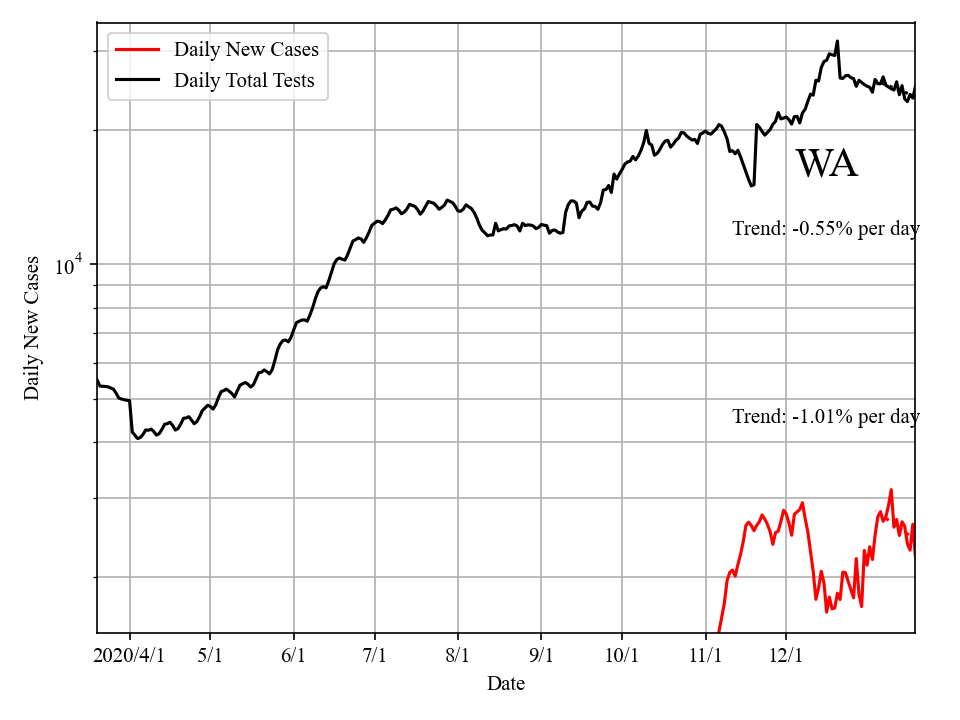 Daily New Cases
Daily Total Tests
WA
Trend: -0.55% per day
10^4
Daily New Cases
Trend: -1.01% per day
2020/4/1 5/1 6/1 7/1 8/1 9/1 10/1 11/1 12/1
Date